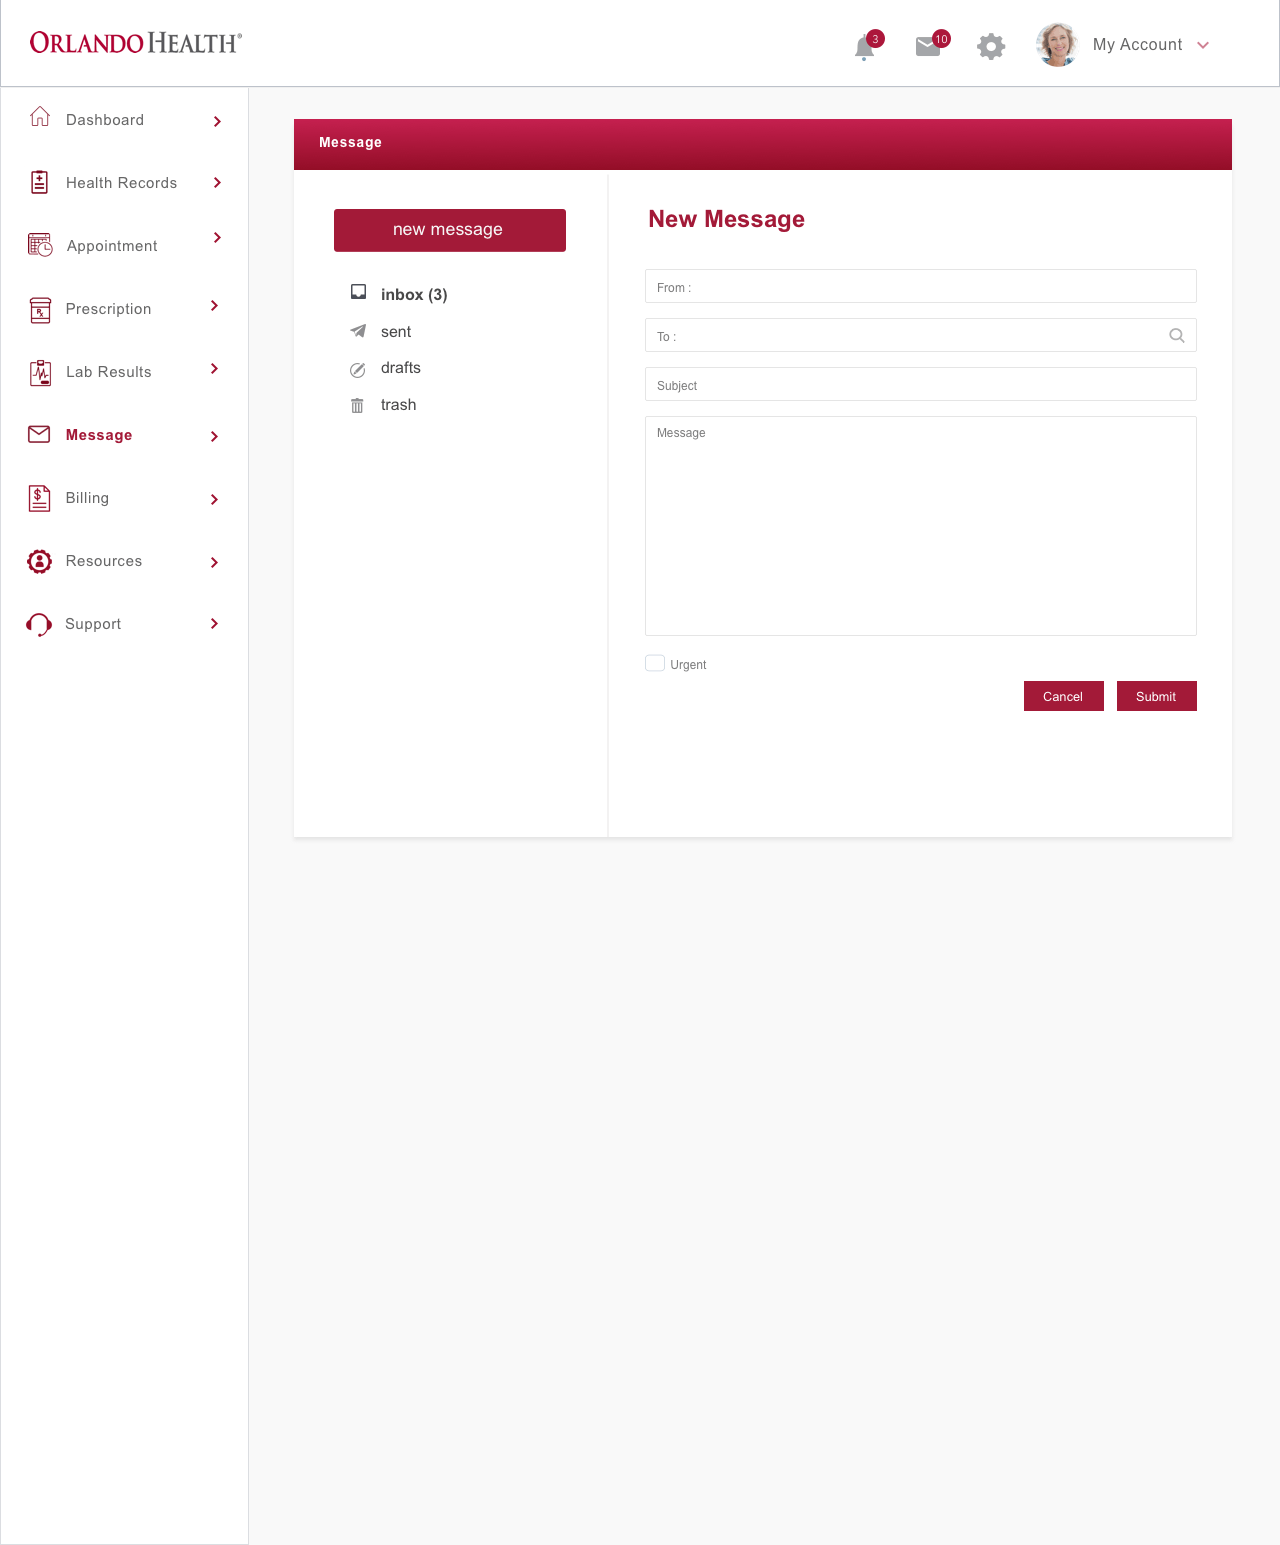 ORLANDO HEALTH®
3
10
My Account
Dashboard
Health Records
Appointment
Prescription
Lab Results
Message
Billing
Resources
Support
Message
new message
inbox (3)
sent
drafts
trash
New Message
From :
To :
Subject
Message
Urgent
Cancel
Submit